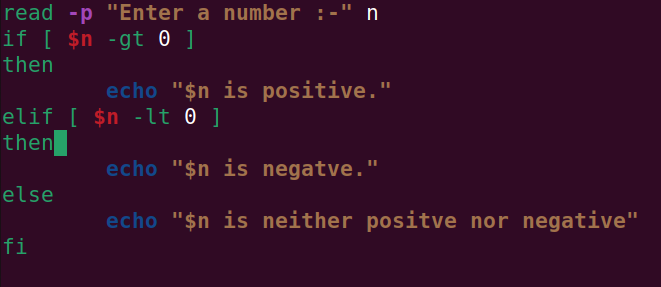 read -p "Enter a number :-" n
if [ $n -gt 0 ]
then
echo "$n is positive."
elif [ $n -lt 0 ]
then
echo "$n is negatve."
else
echo "$n is neither positve nor negative"
fi